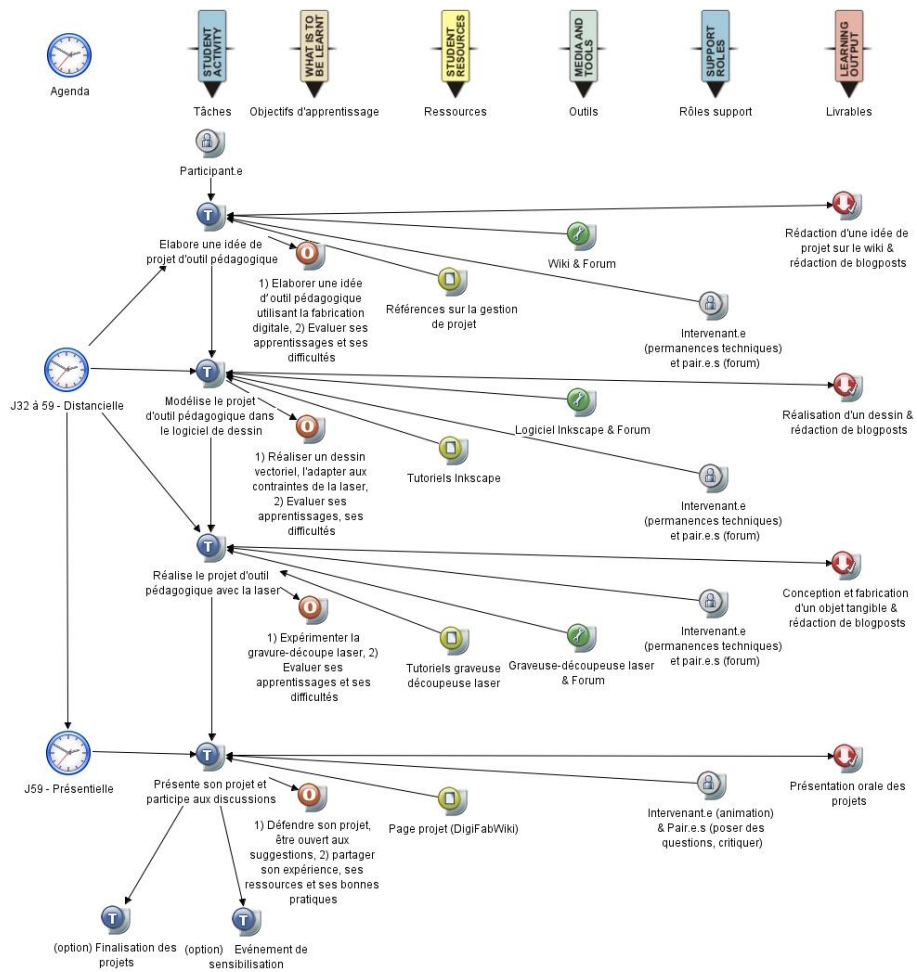 STUDENT
ACTIVITY
WHAT IS TO
BE LEARNT
STUDENT
RESOURCES
MEDIA AND
TOOLS
SUPPORT
ROLES
LEARNING
OUTPUT
Agenda
Tâches
Objectifs d'apprentissage
Ressources
Outils
Rôles support
Livrables
Participant.e
T
Elabore une idée de
projet d'outil pédagogique
O
1) Elaborer une idée
d'outil pédagogique
utilisant la fabrication
digitale, 2) Evaluer ses
apprentissages et ses
difficultés
Références sur la gestion
de projet
Wiki & Forum
Intervenant.e
(permanences techniques)
et pair.e.s (forum)
Rédaction d'une idée de
projet sur le wiki &
rédaction de blogposts
J32 à 59 - Distancielle
T
Modélise le projet
d'outil pédagogique dans
le logiciel de dessin
O
1) Réaliser un dessin
vectoriel, l'adapter aux
contraintes de la laser,
2) Evaluer ses
apprentissages, ses
difficultés
Tutoriels Inkscape
Logiciel Inkscape & Forum
Intervenant.e
(permanences techniques)
et pair.e.s (forum)
Réalisation d'un dessin &
rédaction de blogposts
T
Réalise le projet d'outil
pédagogique avec la laser
O
1) Expérimenter la
gravure-découpe laser, 2)
Evaluer ses
apprentissages et ses
difficultés
Tutoriels graveuse
découpeuse laser
Graveuse-découpeuse laser
& Forum
Intervenant.e
(permanences techniques)
et pair.e.s (forum)
Conception et fabrication
d'un objet tangible &
rédaction de blogposts
J59 - Présentielle
T
Présente son projet et
participe aux discussions
O
1) Défendre son projet,
être ouvert aux
suggestions, 2) partager
son expérience, ses
ressources et ses bonnes
pratiques
Page projet (DigiFabWiki)
Intervenant.e (animation)
& Pair.e.s (poser des
questions, critiquer)
Présentation orale des
projets
T
(option) Finalisation des
projets
T
(option) Evénement de
sensibilisation